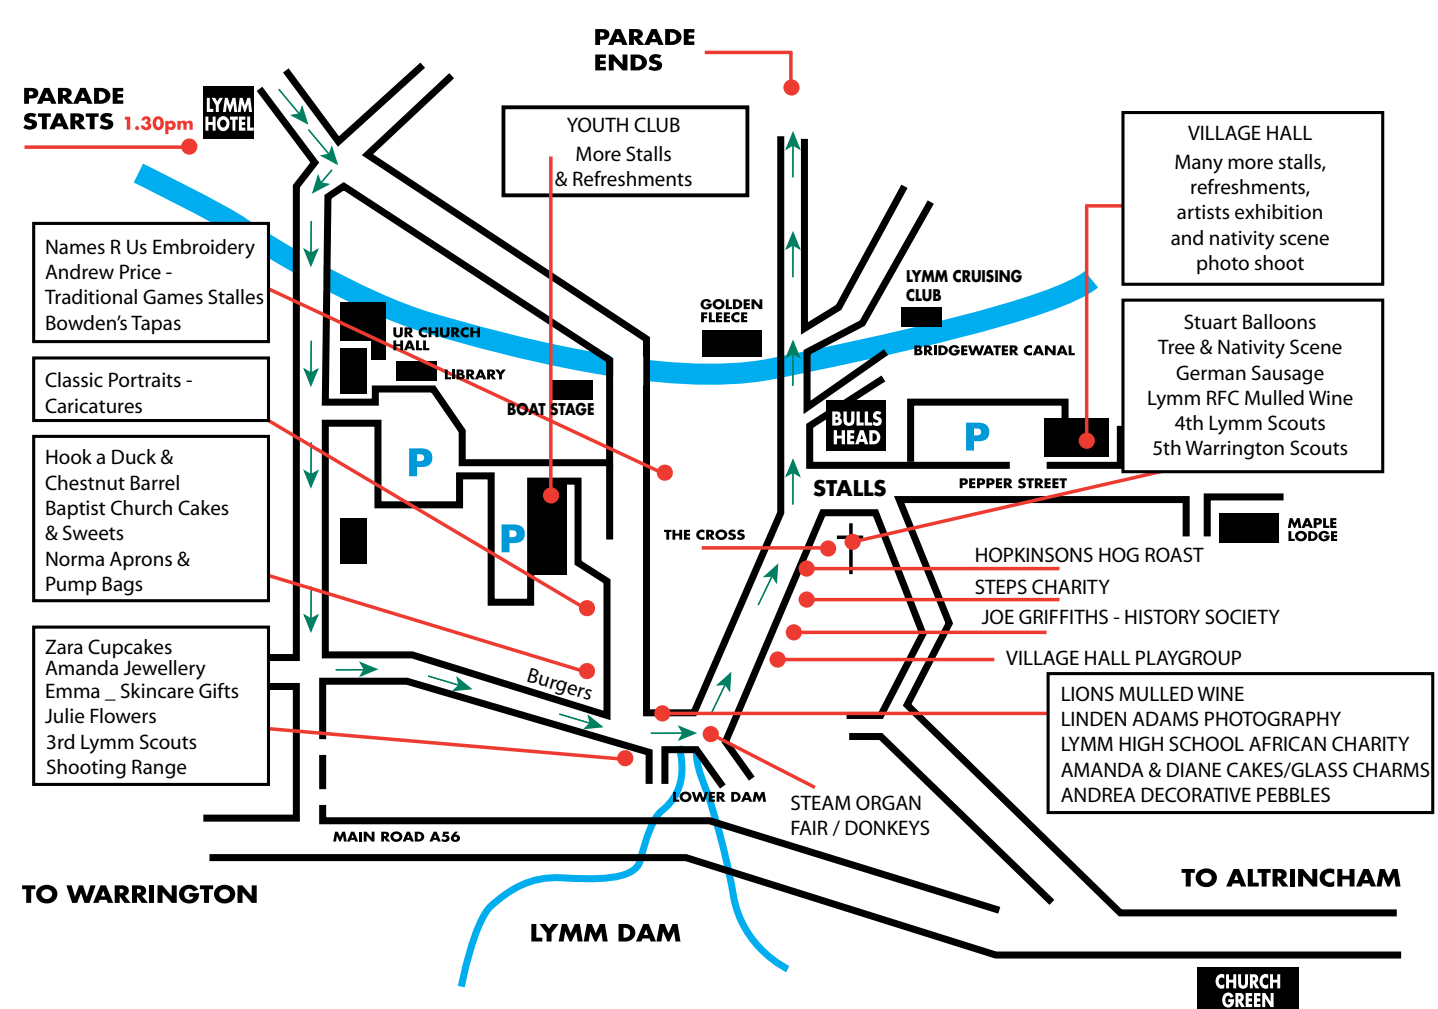 PARADE
ENDS
PARADE
STARTS 1.30pm
LYMM
HOTEL
YOUTH CLUB
More Stalls
& Refreshments
VILLAGE HALL
Many more stalls,
refreshments,
artists exhibition
and nativity scene
photo shoot
Names R Us Embroidery
Andrew Price -
Traditional Games Stalles
Bowden's Tapas
LYMM CRUISING
CLUB
GOLDEN
FLEECE
BRIDGEWATER CANAL
UR CHURCH
HALL
LIBRARY
BOAT STAGE
Stuart Balloons
Tree & Nativity Scene
German Sausage
Lymm RFC Mulled Wine
4th Lymm Scouts
5th Warrington Scouts
Classic Portraits -
Caricatures
BULLS
HEAD
P
P
P
Hook a Duck &
Chestnut Barrel
Baptist Church Cakes
& Sweets
Norma Aprons &
Pump Bags
STALLS
PEPPER STREET
MAPLE
LODGE
THE CROSS
HOPKINSONS HOG ROAST
STEPS CHARITY
JOE GRIFFITHS - HISTORY SOCIETY
VILLAGE HALL PLAYGROUP
Zara Cupcakes
Amanda Jewellery
Emma _ Skincare Gifts
Julie Flowers
3rd Lymm Scouts
Shooting Range
Burgers
LIONS MULLED WINE
LINDEN ADAMS PHOTOGRAPHY
LYMM HIGH SCHOOL AFRICAN CHARITY
AMANDA & DIANE CAKES/GLASS CHARMS
ANDREA DECORATIVE PEBBLES
LOWER DAM
STEAM ORGAN
FAIR / DONKEYS
MAIN ROAD A56
TO WARRINGTON
TO ALTRINCHAM
LYMM DAM
CHURCH
GREEN